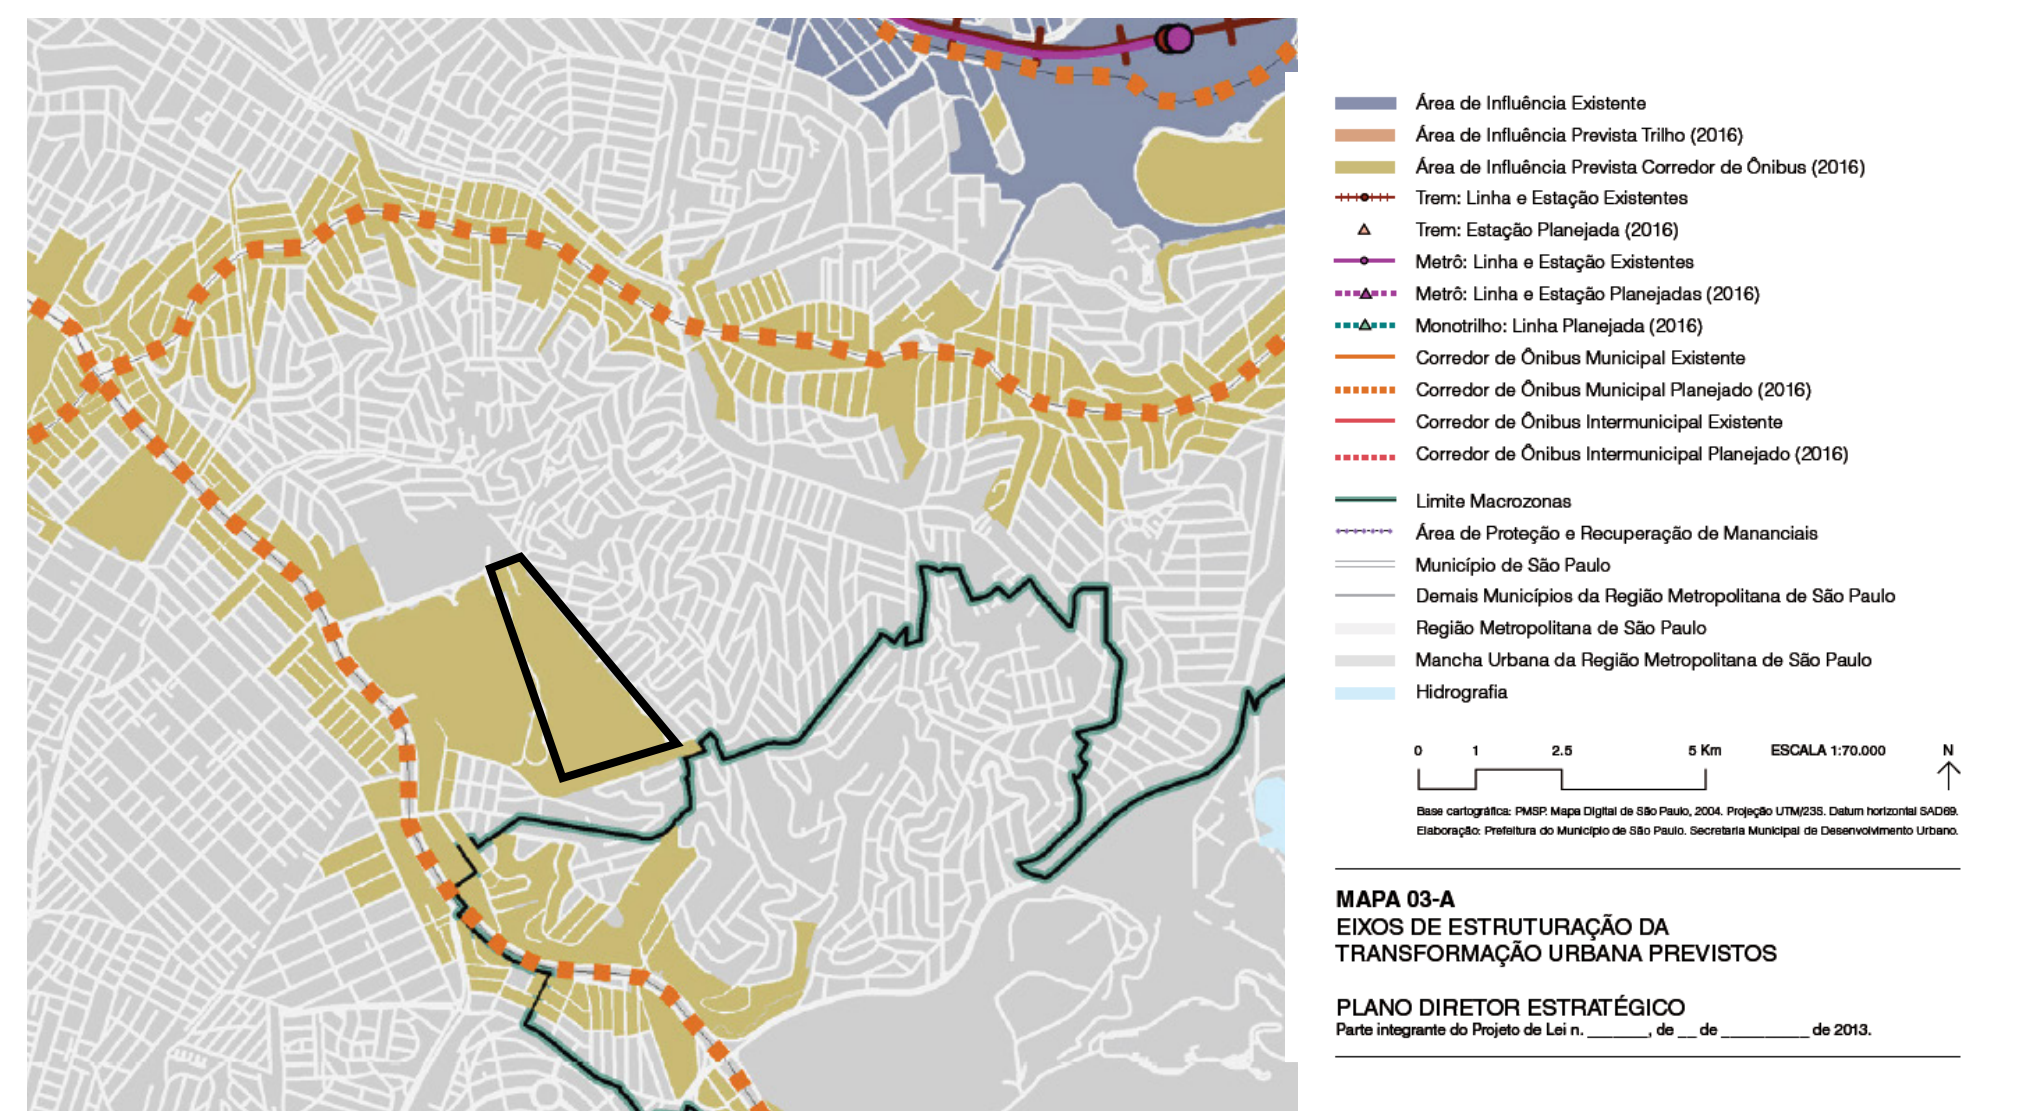 Área de Influência Existente
Área de Influência Prevista Trilho (2016)
Área de Influência Prevista Corredor de Ônibus (2016)
Trem: Linha e Estação Existentes
Trem: Estação Planejada (2016)
Metrô: Linha e Estação Existentes
Metrô: Linha e Estação Planejadas (2016)
Monotrilho: Linha Planejada (2016)
Corredor de Ônibus Municipal Existente
Corredor de Ônibus Municipal Planejado (2016)
Corredor de Ônibus Intermunicipal Existente
Corredor de Ônibus Intermunicipal Planejado (2016)
Limite Macrozonas
Área de Proteção e Recuperação de Mananciais
Município de São Paulo
Demais Municípios da Região Metropolitana de São Paulo
Região Metropolitana de São Paulo
Mancha Urbana da Região Metropolitana de São Paulo
Hidrografia
0 1 2.5 5 Km ESCALA 1:70.000 N
Base cartográfica: PMSP. Mapa Digital de São Paulo, 2004. Projeção UTM/23S. Datum horizontal SAD69.
Elaboração: Prefeitura do Município de São Paulo. Secretaria Municipal de Desenvolvimento Urbano.
MAPA 03-A
EIXOS DE ESTRUTURAÇÃO DA
TRANSFORMAÇÃO URBANA PREVISTOS
PLANO DIRETOR ESTRATÉGICO
Parte integrante do Projeto de Lei n. _______, de __ de __________ de 2013.